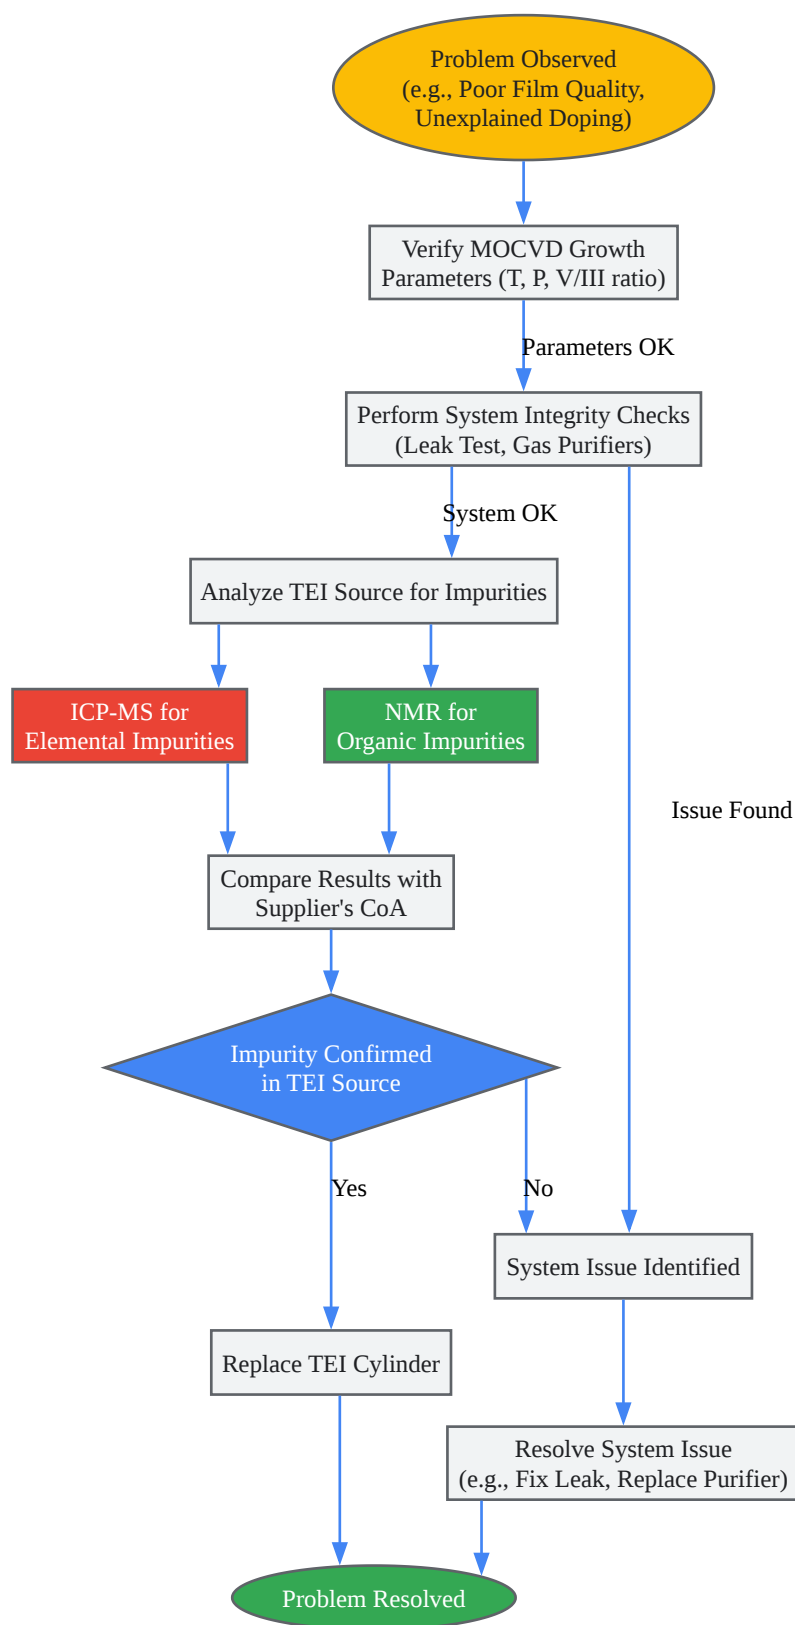 Problem Observed
(e.g., Poor Film Quality,
Unexplained Doping)
Verify MOCVD Growth
Parameters (T, P, V/III ratio)
Parameters OK
Perform System Integrity Checks
(Leak Test, Gas Purifiers)
System OK
Analyze TEI Source for Impurities
ICP-MS for
Elemental Impurities
NMR for
Organic Impurities
Issue Found
Compare Results with
Supplier's CoA
Impurity Confirmed
in TEI Source
Yes
No
System Issue Identified
Replace TEI Cylinder
Resolve System Issue
(e.g., Fix Leak, Replace Purifier)
Problem Resolved